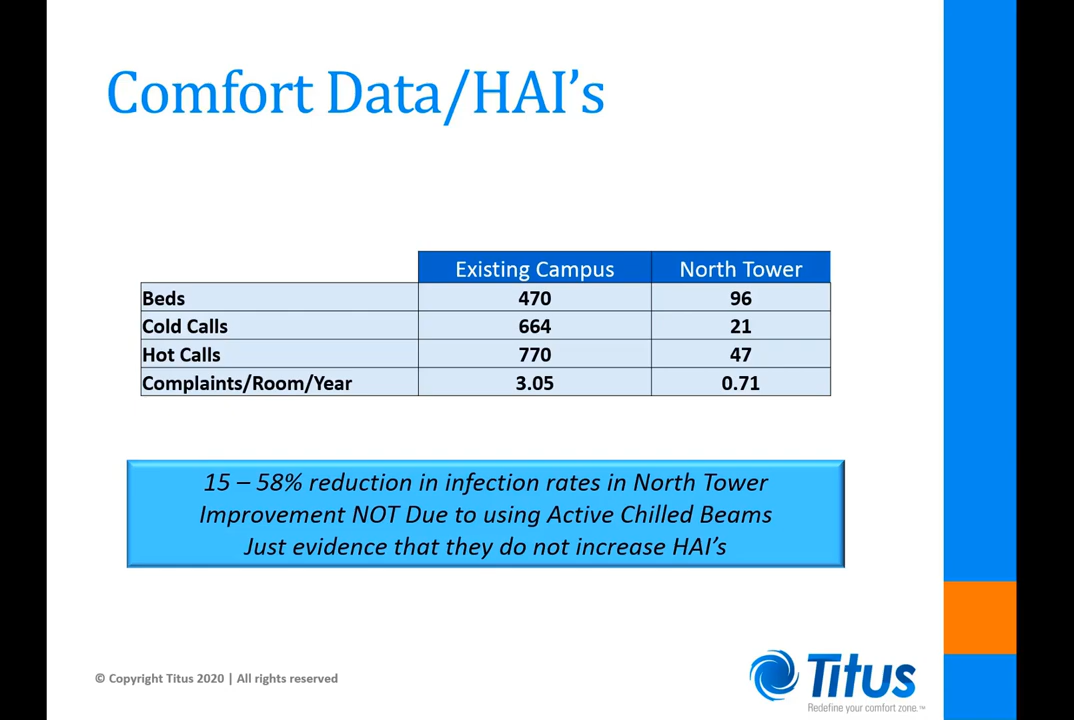 Comfort Data/HAI's
Existing Campus North Tower
Beds 470 96
Cold Calls 664 21
Hot Calls 770 47
Complaints/Room/Year 3.05 0.71
15 – 58% reduction in infection rates in North Tower
Improvement NOT Due to using Active Chilled Beams
Just evidence that they do not increase HAI's
© Copyright Titus 2020 | All rights reserved
Titus
Redefine your comfort zone.™